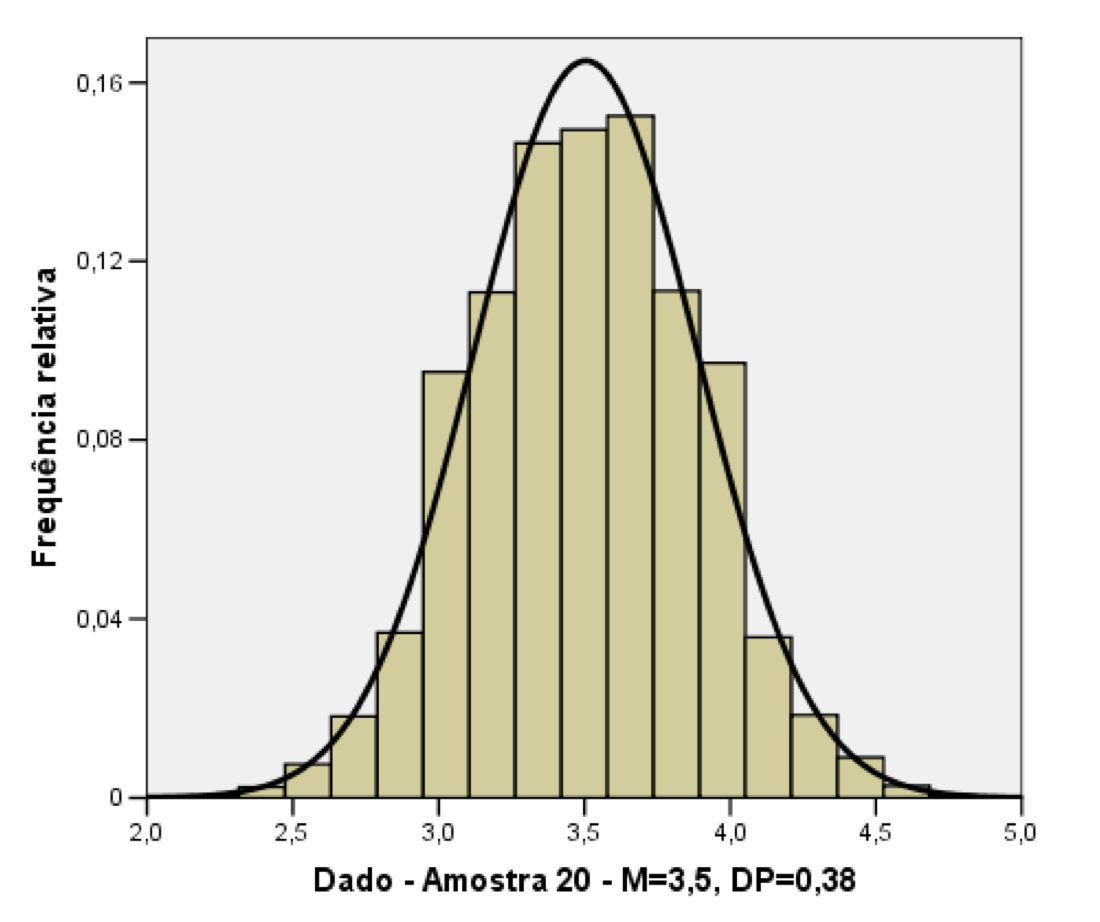 Frequência relativa
0,16
0,12
0,08
0,04
0
2,0 2,5 3,0 3,5 4,0 4,5 5,0
Dado - Amostra 20 - M=3,5, DP=0,38